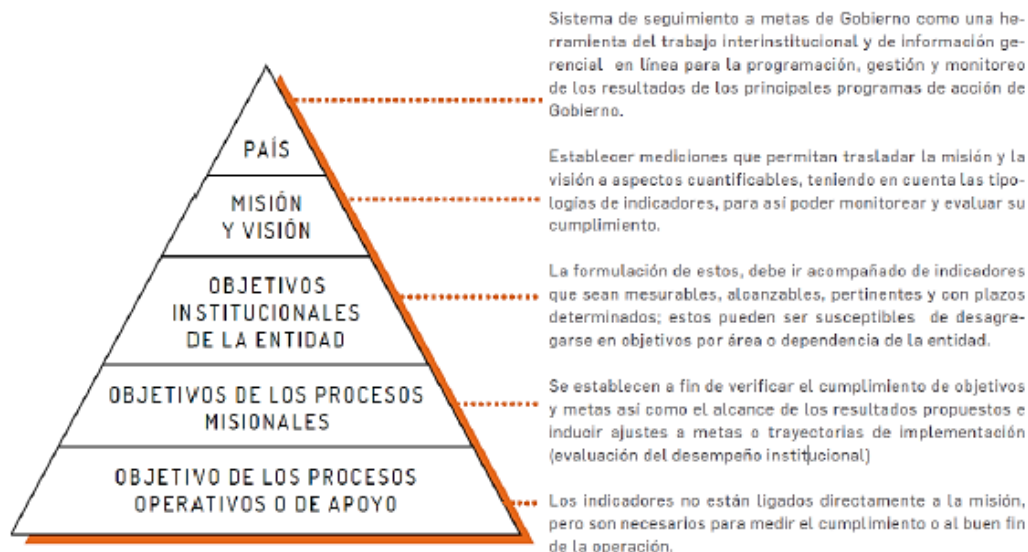 Sistema de seguimiento a metas de Gobierno como una he-
rramienta del trabajo interinstitucional y de información ge-
rencial en línea para la programación, gestión y monitoreo
de los resultados de los principales programas de acción de
Gobierno.
PAÍS
Establecer mediciones que permitan trasladar la misión y la
visión a aspectos cuantificables, teniendo en cuenta las tipo-
logías de indicadores, para así poder monitorear y evaluar su
cumplimiento.
MISIÓN
Y VISIÓN
La formulación de estos, debe ir acompañado de indicadores
que sean mesurables, alcanzables, pertinentes y con plazos
determinados; estos pueden ser susceptibles de desagre-
garse en objetivos por área o dependencia de la entidad.
OBJETIVOS
INSTITUCIONALES
DE LA ENTIDAD
Se establecen a fin de verificar el cumplimiento de objetivos
y metas así como el alcance de los resultados propuestos e
inducir ajustes a metas o trayectorias de implementación
(evaluación del desempeño institucional)
OBJETIVOS DE LOS PROCESOS
MISIONALES
Los indicadores no están ligados directamente a la misión,
pero son necesarios para medir el cumplimiento o al buen fin
de la operación.
OBJETIVO DE LOS PROCESOS
OPERATIVOS O DE APOYO